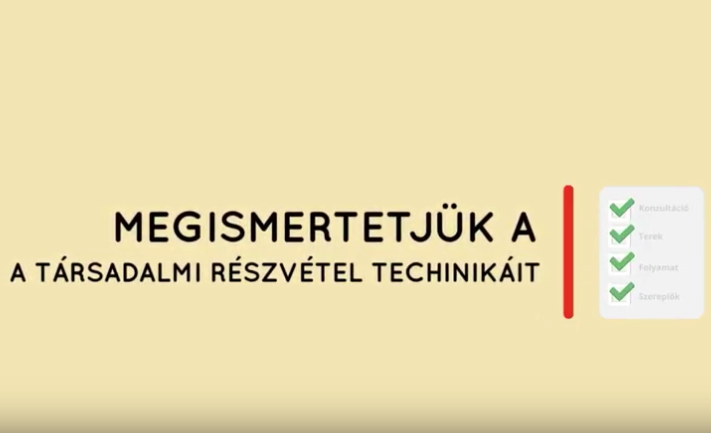 MEGISMERTETJÜK A
A TÁRSADALMI RÉSZVÉTEL TECHINIKÁIT
Konzultáció
Terek
Folyamat
Szereplők